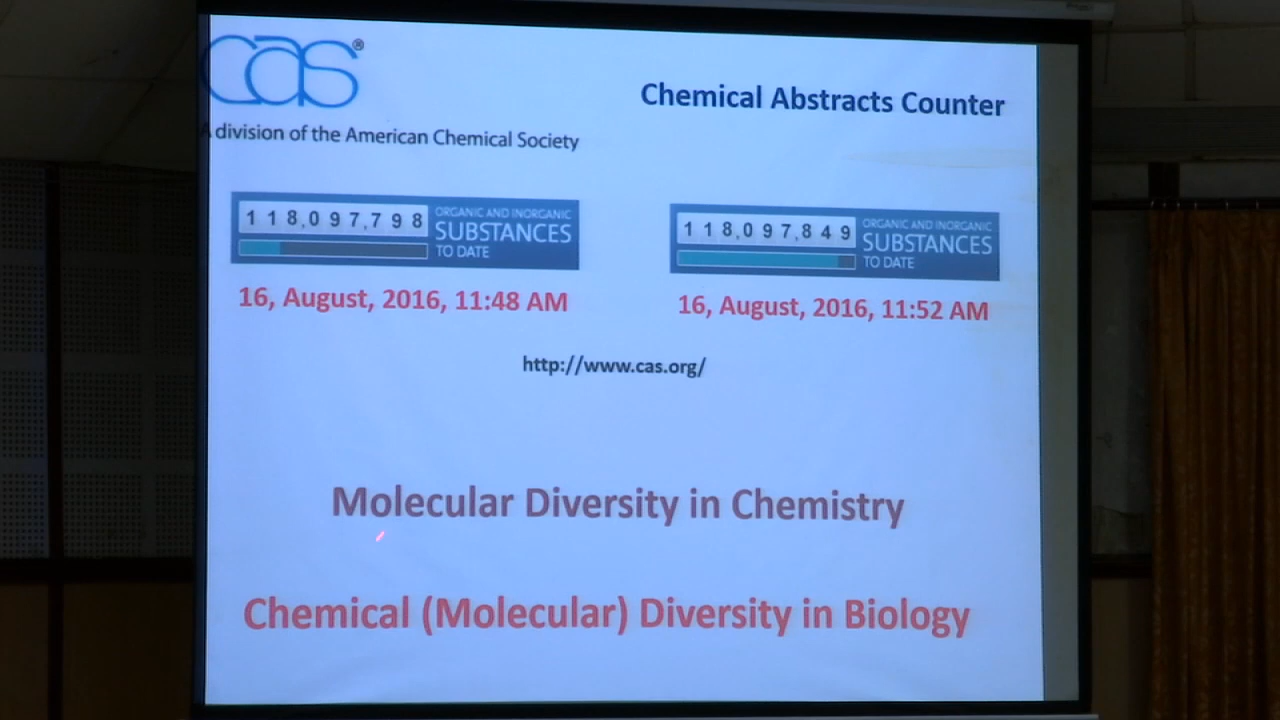 cas®
A division of the American Chemical Society
Chemical Abstracts Counter
118,097,798
ORGANIC AND INORGANIC
SUBSTANCES
TO DATE
16, August, 2016, 11:48 AM
118,097,849
ORGANIC AND INORGANIC
SUBSTANCES
TO DATE
16, August, 2016, 11:52 AM
http://www.cas.org/
Molecular Diversity in Chemistry
Chemical (Molecular) Diversity in Biology